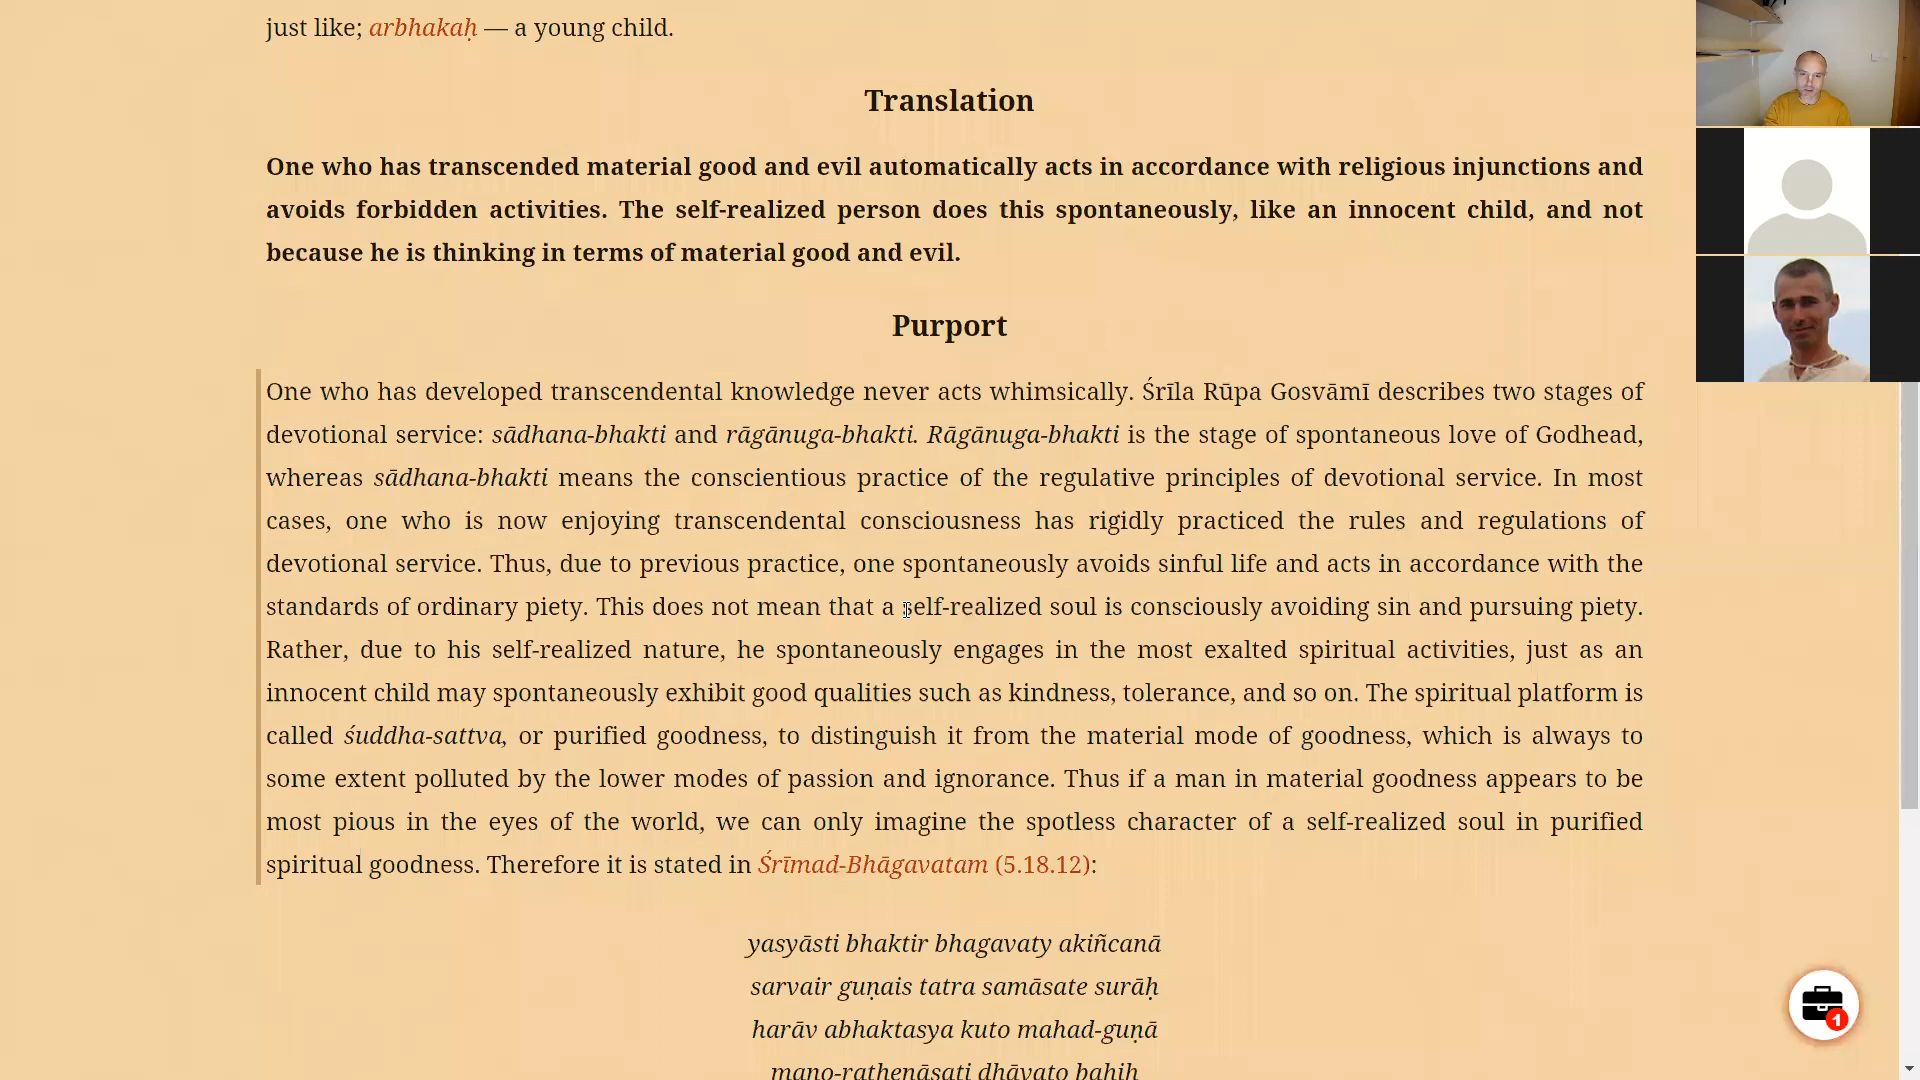 just like; arbhakaḥ — a young child.
Translation
One who has transcended material good and evil automatically acts in accordance with religious injunctions and
avoids forbidden activities. The self-realized person does this spontaneously, like an innocent child, and not
because he is thinking in terms of material good and evil.
Purport
One who has developed transcendental knowledge never acts whimsically. Śrīla Rūpa Gosvāmī describes two stages of
devotional service: sādhana-bhakti and rāgānuga-bhakti. Rāgānuga-bhakti is the stage of spontaneous love of Godhead,
whereas sādhana-bhakti means the conscientious practice of the regulative principles of devotional service. In most
cases, one who is now enjoying transcendental consciousness has rigidly practiced the rules and regulations of
devotional service. Thus, due to previous practice, one spontaneously avoids sinful life and acts in accordance with the
standards of ordinary piety. This does not mean that a self-realized soul is consciously avoiding sin and pursuing piety.
Rather, due to his self-realized nature, he spontaneously engages in the most exalted spiritual activities, just as an
innocent child may spontaneously exhibit good qualities such as kindness, tolerance, and so on. The spiritual platform is
called śuddha-sattva, or purified goodness, to distinguish it from the material mode of goodness, which is always to
some extent polluted by the lower modes of passion and ignorance. Thus if a man in material goodness appears to be
most pious in the eyes of the world, we can only imagine the spotless character of a self-realized soul in purified
spiritual goodness. Therefore it is stated in Śrīmad-Bhāgavatam (5.18.12):
yasyāsti bhaktir bhagavaty akiñcanā
sarvair guṇais tatra samāsate surāḥ
harāv abhaktasya kuto mahad-guṇā
mano-rathenāsati dhāvato bahiḥ
1